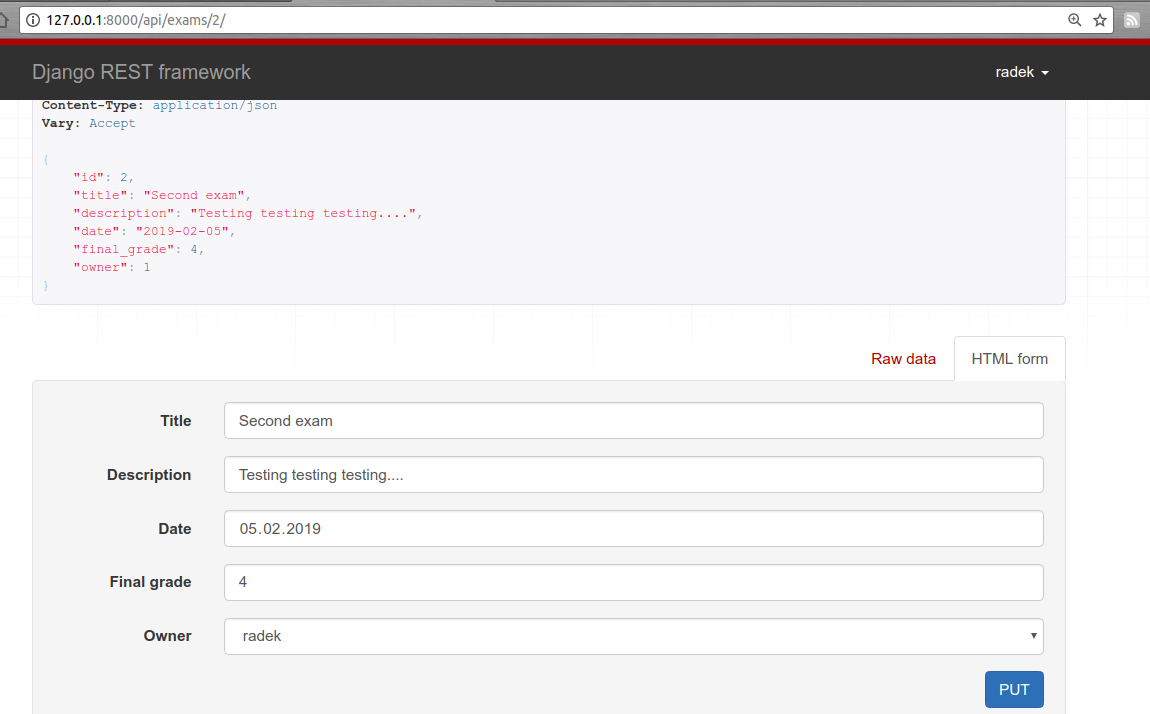 127.0.0.1:8000/api/exams/2/
Django REST framework
radek
Content-Type: application/json
Vary: Accept
{
"id": 2,
"title": "Second exam",
"description": "Testing testing testing....",
"date": "2019-02-05",
"final_grade": 4,
"owner": 1
}
Raw data HTML form
Title Second exam
Description Testing testing testing....
Date 05.02.2019
Final grade 4
Owner radek
PUT